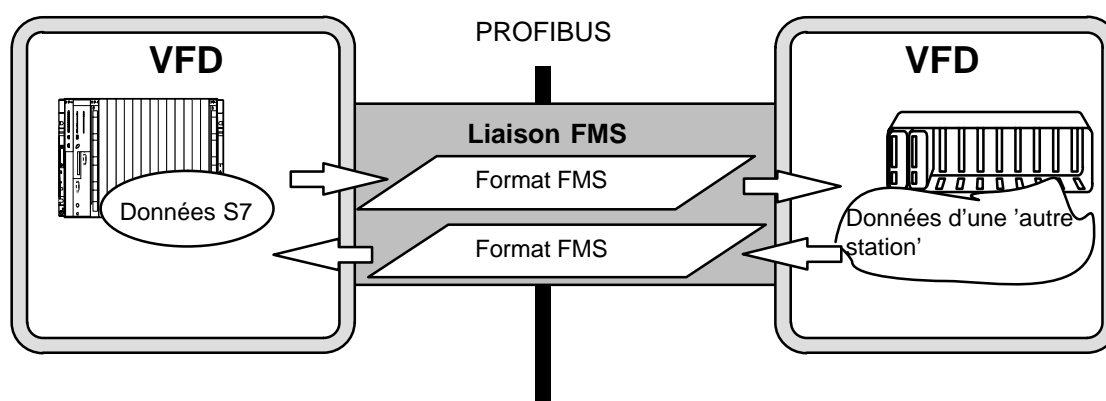 PROFIBUS
VFD
VFD
Liaison FMS
Format FMS
Données S7
Données d’une ’autre
station’
Format FMS